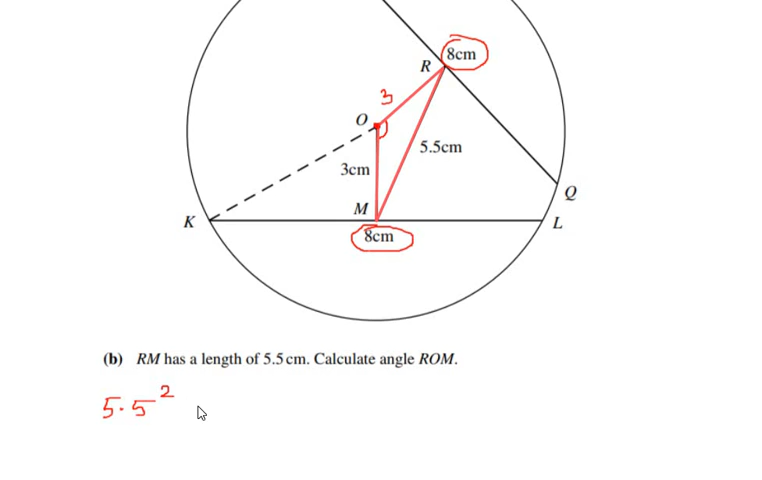 8cm
R
3
O
5.5cm
3cm
Q
M
K
L
8cm
(b) RM has a length of 5.5 cm. Calculate angle ROM.
5.5²